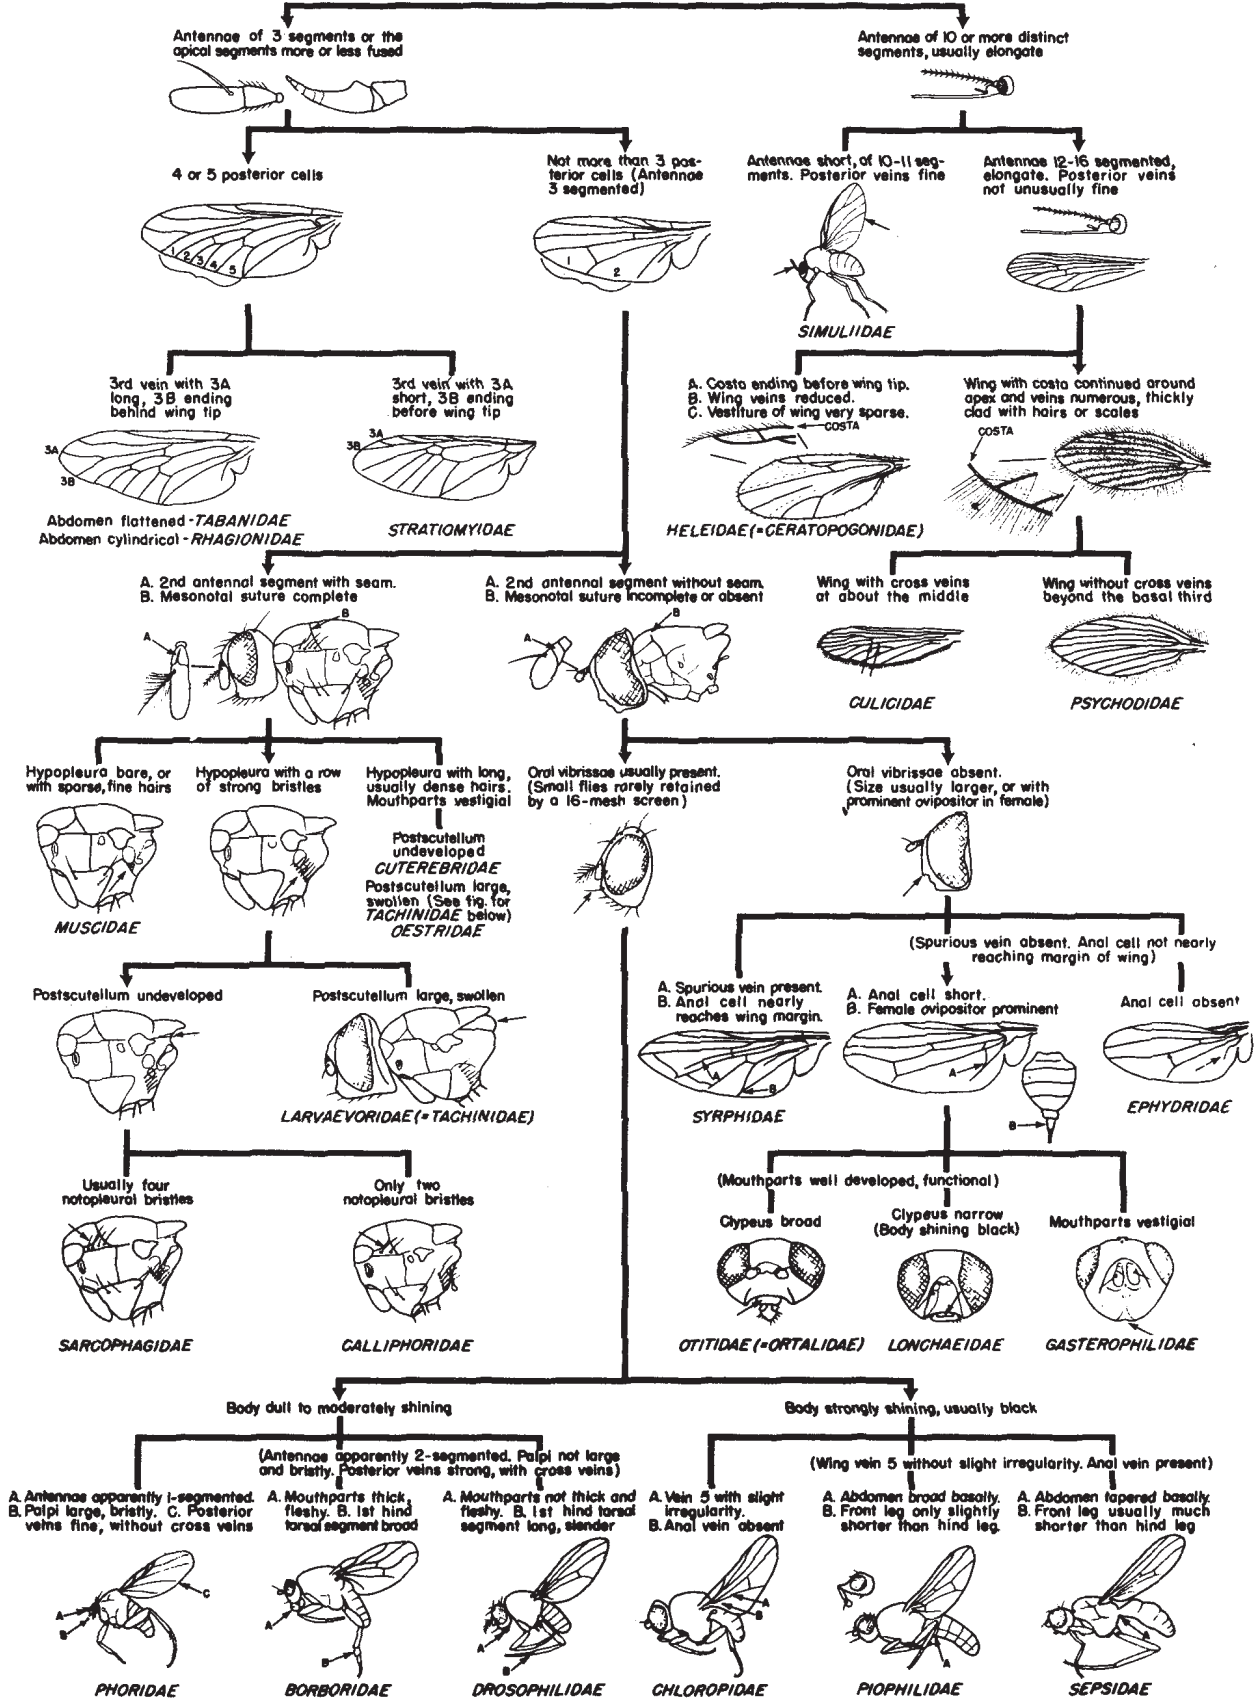 Antennae of 3 segments or the
apical segments more or less fused
Antennae of 10 or more distinct
segments, usually elongate
4 or 5 posterior cells
Not more than 3 pos-
terior cells (Antennae
3 segmented)
Antennae short, of 10-11 seg-
ments. Posterior veins fine
Antennae 12-16 segmented,
elongate. Posterior veins
not unusually fine
1 2 3 4 5
1 2
SIMULIIDAE
3rd vein with 3A
long, 3B ending
behind wing tip
3rd vein with 3A
short, 3B ending
before wing tip
A. Costa ending before wing tip.
B. Wing veins reduced.
C. Vestiture of wing very sparse.
Wing with costa continued around
apex and veins numerous, thickly
clad with hairs or scales
3A
3B
3A
3B
COSTA
COSTA
Abdomen flattened - TABANIDAE
Abdomen cylindrical - RHAGIONIDAE
STRATIOMYIDAE
HELEIDAE (=CERATOPOGONIDAE)
A. 2nd antennal segment with seam.
B. Mesonotal suture complete
A. 2nd antennal segment without seam.
B. Mesonotal suture incomplete or absent
Wing with cross veins
at about the middle
Wing without cross veins
beyond the basal third
A
B
A
B
CULICIDAE
PSYCHODIDAE
Hypopleura bare, or
with sparse, fine hairs
Hypopleura with a row
of strong bristles
Hypopleura with long,
usually dense hairs.
Mouthparts vestigial
Oral vibrissae usually present.
(Small flies rarely retained
by a 16-mesh screen)
Oral vibrissae absent.
(Size usually larger, or with
prominent ovipositor in female)
Postscutellum
undeveloped
CUTEREBRIDAE
Postscutellum large,
swollen (See fig. for
TACHINIDAE below)
OESTRIDAE
MUSCIDAE
(Spurious vein absent. Anal cell not nearly
reaching margin of wing)
Postscutellum undeveloped
Postscutellum large, swollen
A. Spurious vein present.
B. Anal cell nearly
reaches wing margin.
A. Anal cell short.
B. Female ovipositor prominent
Anal cell absent
A
B
A
B
LARVAEVORIDAE (=TACHINIDAE)
SYRPHIDAE
EPHYDRIDAE
Usually four
notopleural bristles
Only two
notopleural bristles
(Mouthparts well developed, functional)
Clypeus broad
Clypeus narrow
(Body shining black)
Mouthparts vestigial
SARCOPHAGIDAE
CALLIPHORIDAE
OTITIDAE (=ORTALIDAE)
LONCHAEIDAE
GASTEROPHILIDAE
Body dull to moderately shining
Body strongly shining, usually black
(Antennae apparently 2-segmented. Palpi not large
and bristly. Posterior veins strong, with cross veins)
(Wing vein 5 without slight irregularity. Anal vein present)
A. Antennae apparently 1-segmented.
B. Palpi large, bristly. C. Posterior
veins fine, without cross veins
A. Mouthparts thick,
fleshy. B. 1st hind
tarsal segment broad
A. Mouthparts not thick and
fleshy. B. 1st hind tarsal
segment long, slender
A. Vein 5 with slight
irregularity.
B. Anal vein absent
A. Abdomen broad basally.
B. Front leg only slightly
shorter than hind leg.
A. Abdomen tapered basally.
B. Front leg usually much
shorter than hind leg
A
B
C
A
B
A
B
A
B
A
A
PHORIDAE
BORBORIDAE
DROSOPHILIDAE
CHLOROPIDAE
PIOPHILIDAE
SEPSIDAE